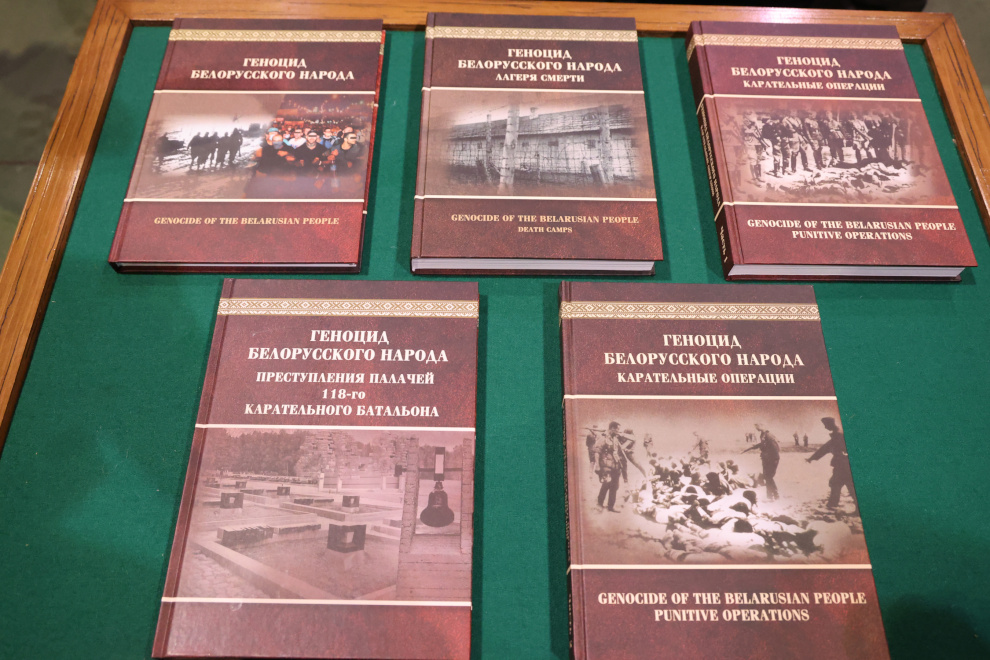 ГЕНОЦИД
БЕЛОРУССКОГО НАРОДА
GENOCIDE OF THE BELARUSIAN PEOPLE
ГЕНОЦИД
БЕЛОРУССКОГО НАРОДА
ЛАГЕРЯ СМЕРТИ
GENOCIDE OF THE BELARUSIAN PEOPLE
DEATH CAMPS
ГЕНОЦИД
БЕЛОРУССКОГО НАРОДА
КАРАТЕЛЬНЫЕ ОПЕРАЦИИ
GENOCIDE OF THE BELARUSIAN PEOPLE
PUNITIVE OPERATIONS
ГЕНОЦИД
БЕЛОРУССКОГО НАРОДА
ПРЕСТУПЛЕНИЯ ПАЛАЧЕЙ
118-го
КАРАТЕЛЬНОГО БАТАЛЬОНА
ГЕНОЦИД
БЕЛОРУССКОГО НАРОДА
КАРАТЕЛЬНЫЕ ОПЕРАЦИИ
GENOCIDE OF THE BELARUSIAN PEOPLE
PUNITIVE OPERATIONS